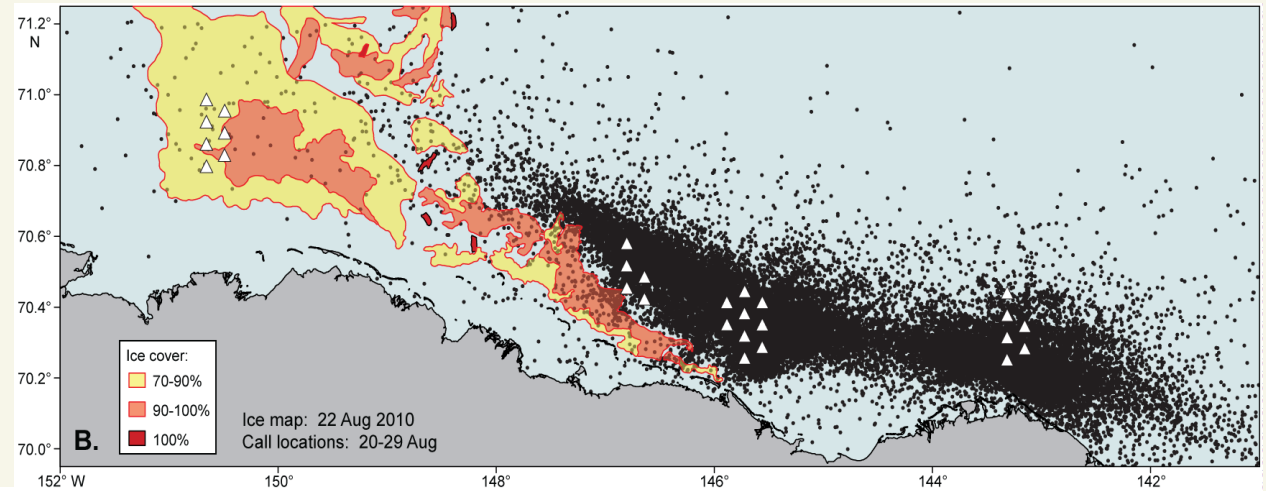 71.2°
N
71.0°
70.8°
70.6°
70.4°
70.2°
70.0°
Ice cover:
70-90%
90-100%
100%
B.
Ice map: 22 Aug 2010
Call locations: 20-29 Aug
152° W
150°
148°
146°
144°
142°